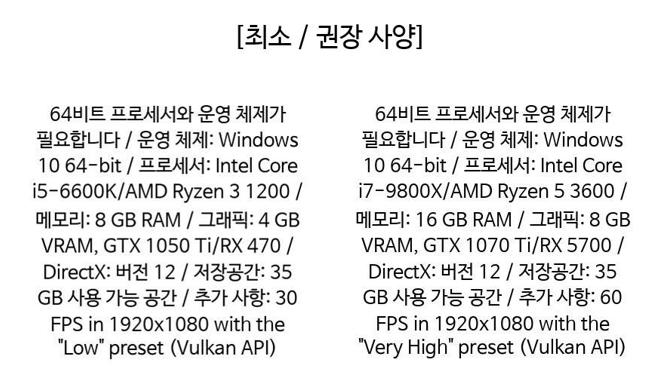 [최소 / 권장 사양]
64비트 프로세서와 운영 체제가
필요합니다 / 운영 체제: Windows
10 64-bit / 프로세서: Intel Core
i5-6600K/AMD Ryzen 3 1200 /
메모리: 8 GB RAM / 그래픽: 4 GB
VRAM, GTX 1050 Ti/RX 470 /
DirectX: 버전 12 / 저장공간: 35
GB 사용 가능 공간 / 추가 사항: 30
FPS in 1920x1080 with the
"Low" preset (Vulkan API)
64비트 프로세서와 운영 체제가
필요합니다 / 운영 체제: Windows
10 64-bit / 프로세서: Intel Core
i7-9800X/AMD Ryzen 5 3600 /
메모리: 16 GB RAM / 그래픽: 8 GB
VRAM, GTX 1070 Ti/RX 5700 /
DirectX: 버전 12 / 저장공간: 35
GB 사용 가능 공간 / 추가 사항: 60
FPS in 1920x1080 with the
"Very High" preset (Vulkan API)